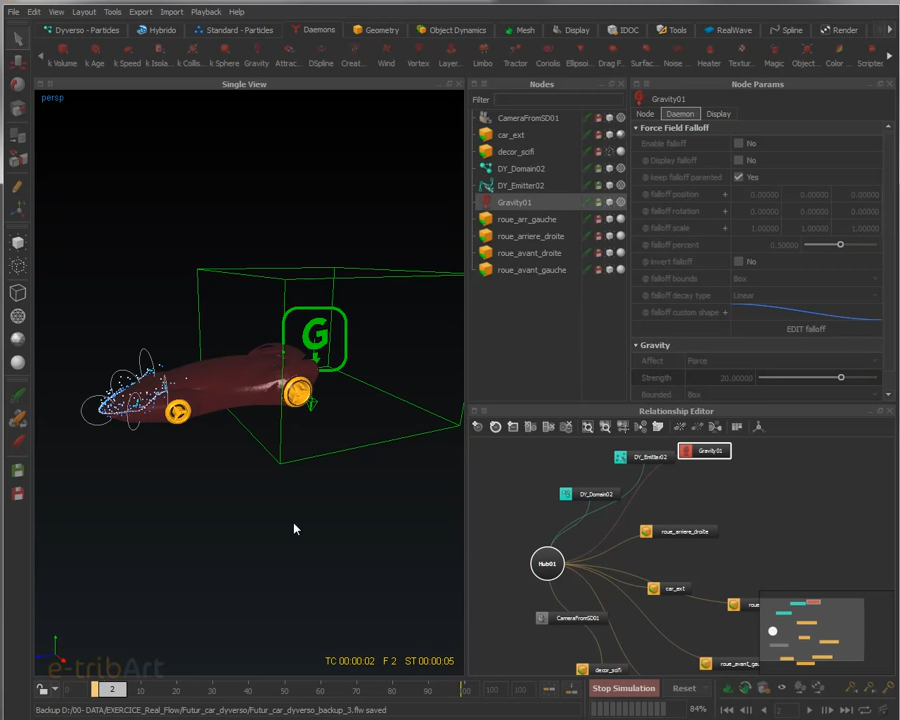 File Edit View Layout Tools Export Import Playback Help
Dyverso - Particles Hybrido Standard - Particles Daemons Geometry Object Dynamics Mesh Display IDOC Tools RealWave Spline Render
k Volume k Age k Speed k Isola... k Collis... k Sphere Gravity Attrac... DSpline Creat... Wind Vortex Layer... Limbo Tractor Coriolis Ellipsoi... Drag F... Surfac... Noise ... Heater Textur... Magic Object... Color ... Scripter
Single View
persp
G
TC 00:00:02 F 2 ST 00:00:05
e-tribArt
Nodes
Filter
CameraFromSD01
car_ext
decor_scifi
DY_Domain02
DY_Emitter02
Gravity01
roue_arr_gauche
roue_arriere_droite
roue_avant_droite
roue_avant_gauche
Node Params
Gravity01
Node Daemon Display
Force Field Falloff
Enable falloff No
@ Display falloff No
@ keep falloff parented Yes
@ falloff position + 0.00000 0.00000 0.00000
@ falloff rotation + 0.00000 0.00000 0.00000
@ falloff scale + 1.00000 1.00000 1.00000
@ falloff percent 0.50000
@ invert falloff No
@ falloff bounds Box
@ falloff decay type Linear
@ falloff custom shape +
EDIT falloff
Gravity
Affect Force
Strength 20.00000
Bounded Box
Relationship Editor
DY_Emitter02 Gravity01
DY_Domain02
roue_arriere_droite
Hub01
car_ext
roue
CameraFromSD01
decor_scifi
roue_avant_gau
0 2 10 20 30 40 50 60 70 80 90 00 100 100
Stop Simulation Reset
Backup D:/00- DATA/EXERCICE_Real_Flow/Futur_car_dyverso/Futur_car_dyverso_backup_3.flw saved
84%
2